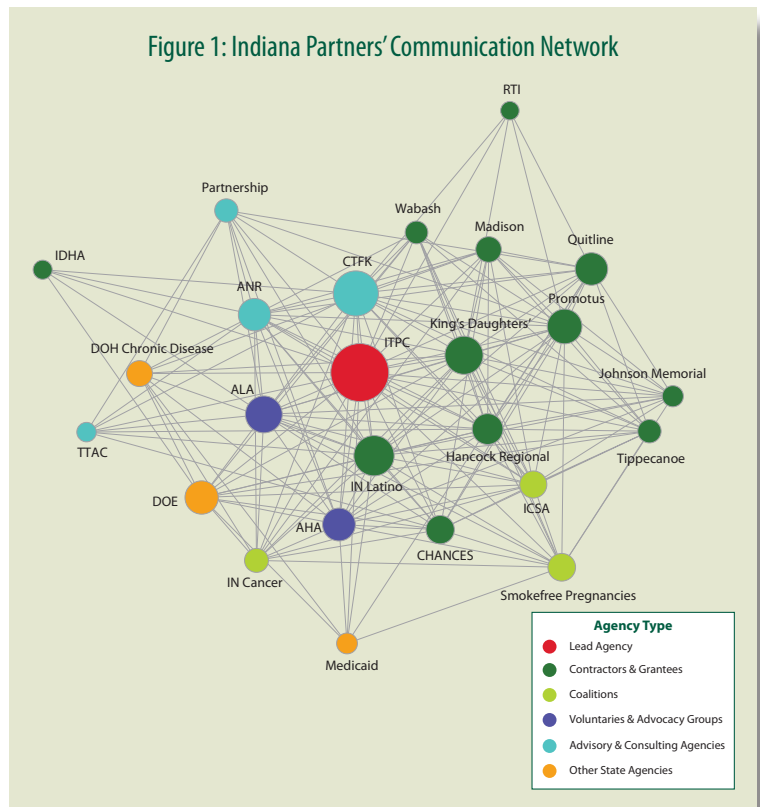 Figure 1: Indiana Partners' Communication Network
RTI
Partnership
Wabash
Madison
Quitline
IDHA
CTFK
ANR
Promotus
King's Daughters'
ITPC
DOH Chronic Disease
Johnson Memorial
ALA
TTAC
Hancock Regional
Tippecanoe
IN Latino
DOE
ICSA
AHA
CHANCES
IN Cancer
Smokefree Pregnancies
Medicaid
Agency Type
Lead Agency
Contractors & Grantees
Coalitions
Voluntaries & Advocacy Groups
Advisory & Consulting Agencies
Other State Agencies